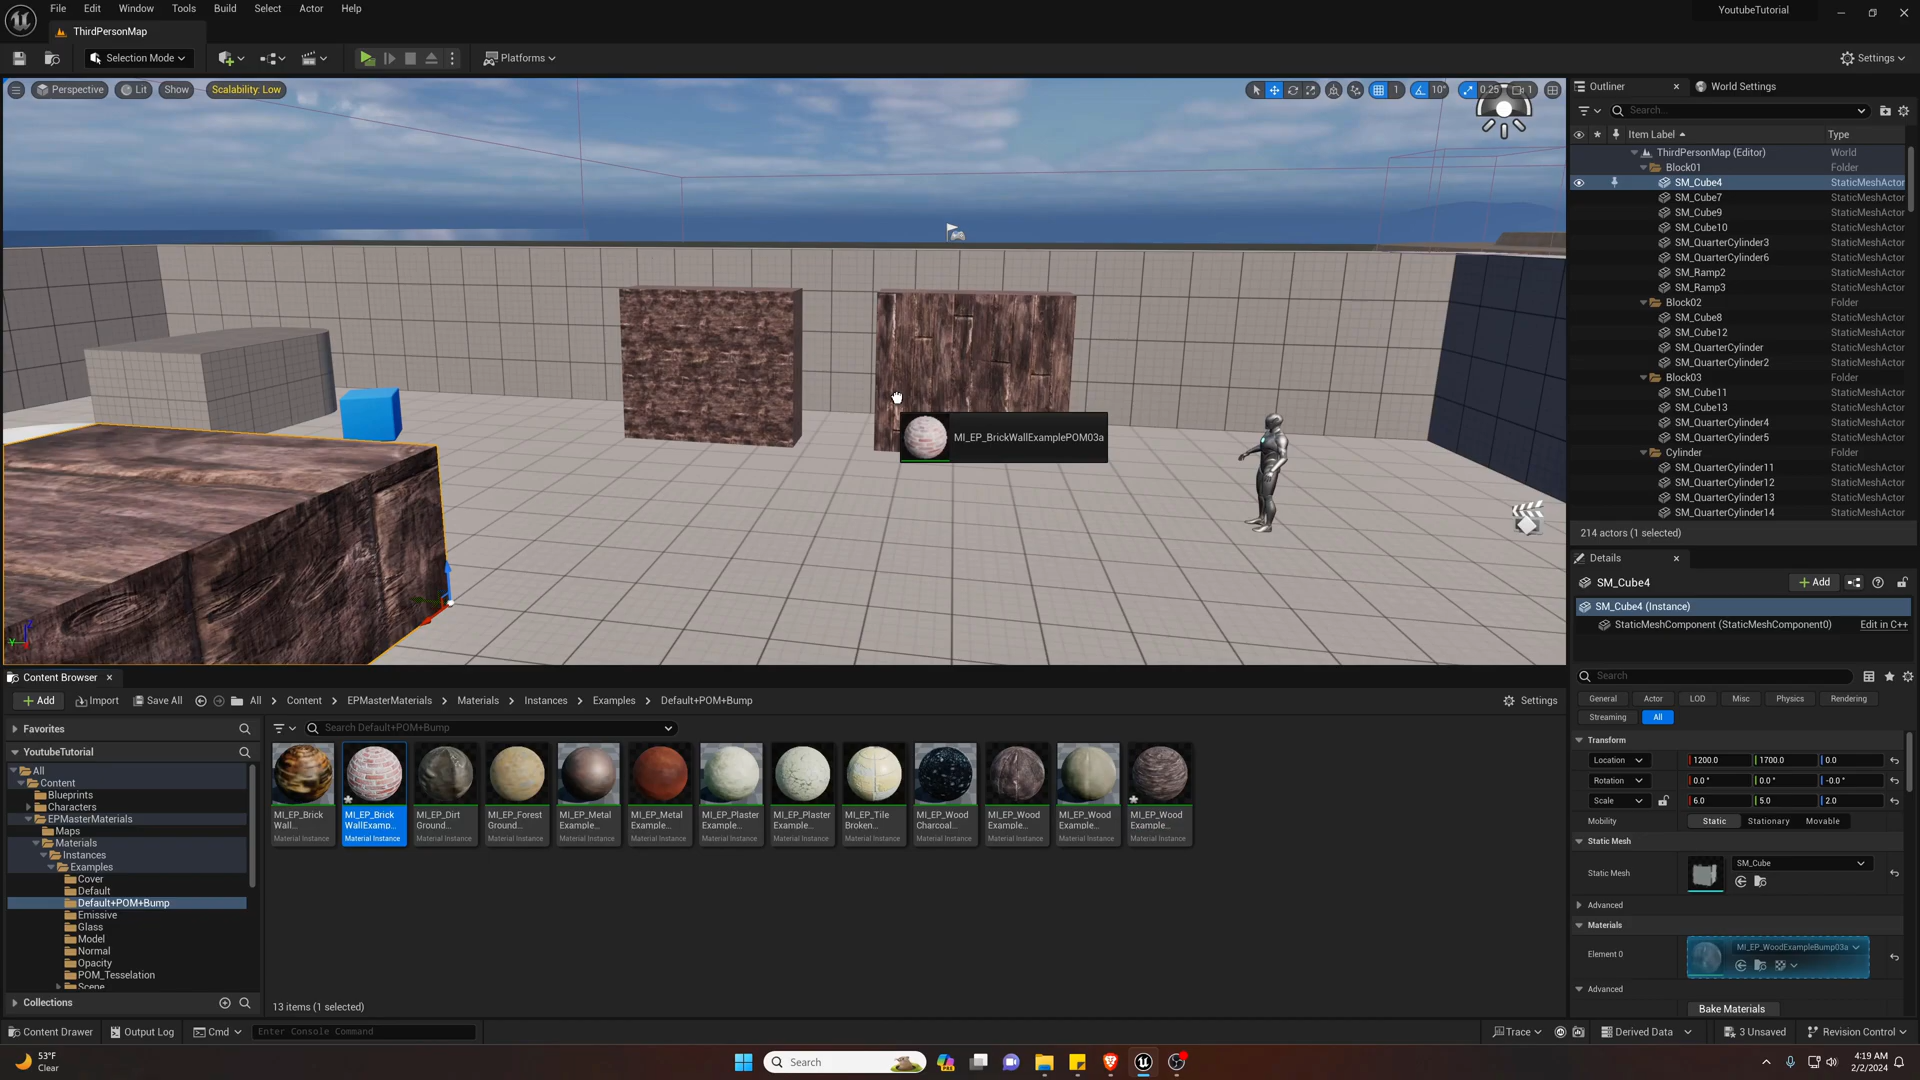 File Edit Window Tools Build Select Actor Help
YoutubeTutorial
ThirdPersonMap
Selection Mode
Platforms
Settings
Perspective Lit Show Scalability: Low
1 10° 0.25 1
Outliner
World Settings
Search...
Item Label Type
ThirdPersonMap (Editor) World
Block01 Folder
SM_Cube4 StaticMeshActor
SM_Cube7 StaticMeshActor
SM_Cube9 StaticMeshActor
SM_Cube10 StaticMeshActor
SM_QuarterCylinder3 StaticMeshActor
SM_QuarterCylinder6 StaticMeshActor
SM_Ramp2 StaticMeshActor
SM_Ramp3 StaticMeshActor
Block02 Folder
SM_Cube8 StaticMeshActor
SM_Cube12 StaticMeshActor
SM_QuarterCylinder StaticMeshActor
SM_QuarterCylinder2 StaticMeshActor
Block03 Folder
SM_Cube11 StaticMeshActor
SM_Cube13 StaticMeshActor
SM_QuarterCylinder4 StaticMeshActor
SM_QuarterCylinder5 StaticMeshActor
Cylinder Folder
SM_QuarterCylinder11 StaticMeshActor
SM_QuarterCylinder12 StaticMeshActor
SM_QuarterCylinder13 StaticMeshActor
SM_QuarterCylinder14 StaticMeshActor
214 actors (1 selected)
MI_EP_BrickWallExamplePOM03a
Details
SM_Cube4
Add
SM_Cube4 (Instance)
StaticMeshComponent (StaticMeshComponent0) Edit in C++
Search
General Actor LOD Misc Physics Rendering
Streaming All
Transform
Location 1200.0 1700.0 0.0
Rotation 0.0 ° 0.0 ° -0.0 °
Scale 6.0 5.0 2.0
Mobility Static Stationary Movable
Static Mesh
Static Mesh SM_Cube
Advanced
Materials
Element 0 MI_EP_WoodExampleBump03a
Advanced
Bake Materials
Content Browser
Add Import Save All All Content EPMasterMaterials Materials Instances Examples Default+POM+Bump Settings
Favorites
YoutubeTutorial
All
Content
Blueprints
Characters
EPMasterMaterials
Maps
Materials
Instances
Examples
Cover
Default
Default+POM+Bump
Emissive
Glass
Model
Normal
Opacity
POM_Tesselation
Scene
Collections
Search Default+POM+Bump
MI_EP_Brick Wall... Material Instance
MI_EP_Brick WallExamp... Material Instance
MI_EP_Dirt Ground... Material Instance
MI_EP_Forest Ground... Material Instance
MI_EP_Metal Example... Material Instance
MI_EP_Metal Example... Material Instance
MI_EP_Plaster Example... Material Instance
MI_EP_Plaster Example... Material Instance
MI_EP_Tile Broken... Material Instance
MI_EP_Wood Charcoal... Material Instance
MI_EP_Wood Example... Material Instance
MI_EP_Wood Example... Material Instance
MI_EP_Wood Example... Material Instance
13 items (1 selected)
Content Drawer Output Log Cmd Enter Console Command
Trace Derived Data 3 Unsaved Revision Control
53°F
Clear
Search
4:19 AM
2/2/2024